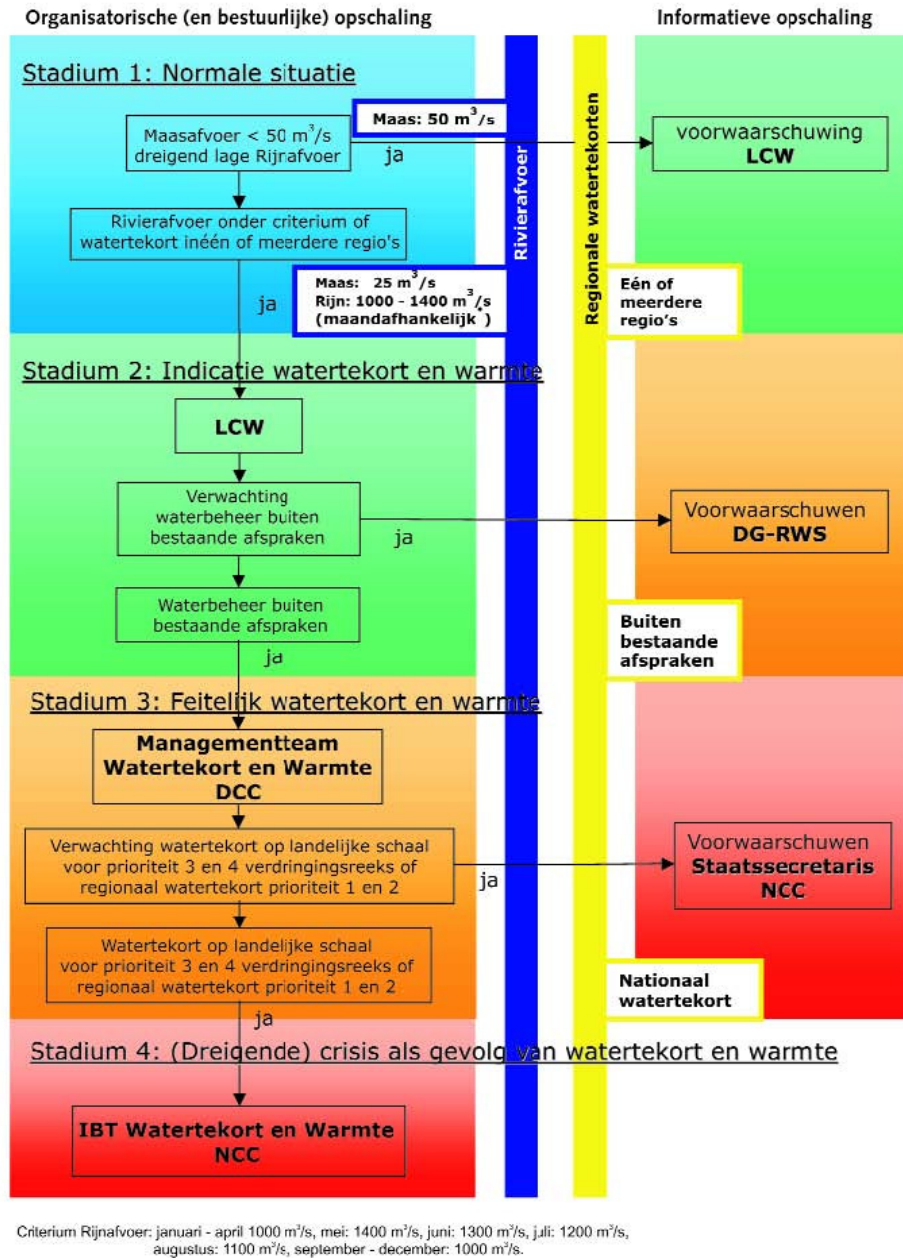 Organisatorische (en bestuurlijke) opschaling
Informatieve opschaling
Stadium 1: Normale situatie
Maasafvoer < 50 m³/s
dreigend lage Rijnafvoer
ja
Maas: 50 m³/s
voorwaarschuwing
LCW
Rivierafvoer onder criterium of
watertekort inéén of meerdere regio's
ja
Maas: 25 m³/s
Rijn: 1000 - 1400 m³/s
(maandafhankelijk*)
Rivierafvoer
Regionale watertekorten
Eén of
meerdere
regio's
Stadium 2: Indicatie watertekort en warmte
LCW
Verwachting
waterbeheer buiten
bestaande afspraken
ja
Voorwaarschuwen
DG-RWS
Waterbeheer buiten
bestaande afspraken
ja
Buiten
bestaande
afspraken
Stadium 3: Feitelijk watertekort en warmte
Managementteam
Watertekort en Warmte
DCC
Verwachting watertekort op landelijke schaal
voor prioriteit 3 en 4 verdringingsreeks of
regionaal watertekort prioriteit 1 en 2
ja
Voorwaarschuwen
Staatssecretaris
NCC
Watertekort op landelijke schaal
voor prioriteit 3 en 4 verdringingsreeks of
regionaal watertekort prioriteit 1 en 2
ja
Nationaal
watertekort
Stadium 4: (Dreigende) crisis als gevolg van watertekort en warmte
IBT Watertekort en Warmte
NCC
Criterium Rijnafvoer: januari - april 1000 m³/s, mei: 1400 m³/s, juni: 1300 m³/s, juli: 1200 m³/s,
augustus: 1100 m³/s, september - december: 1000 m³/s.